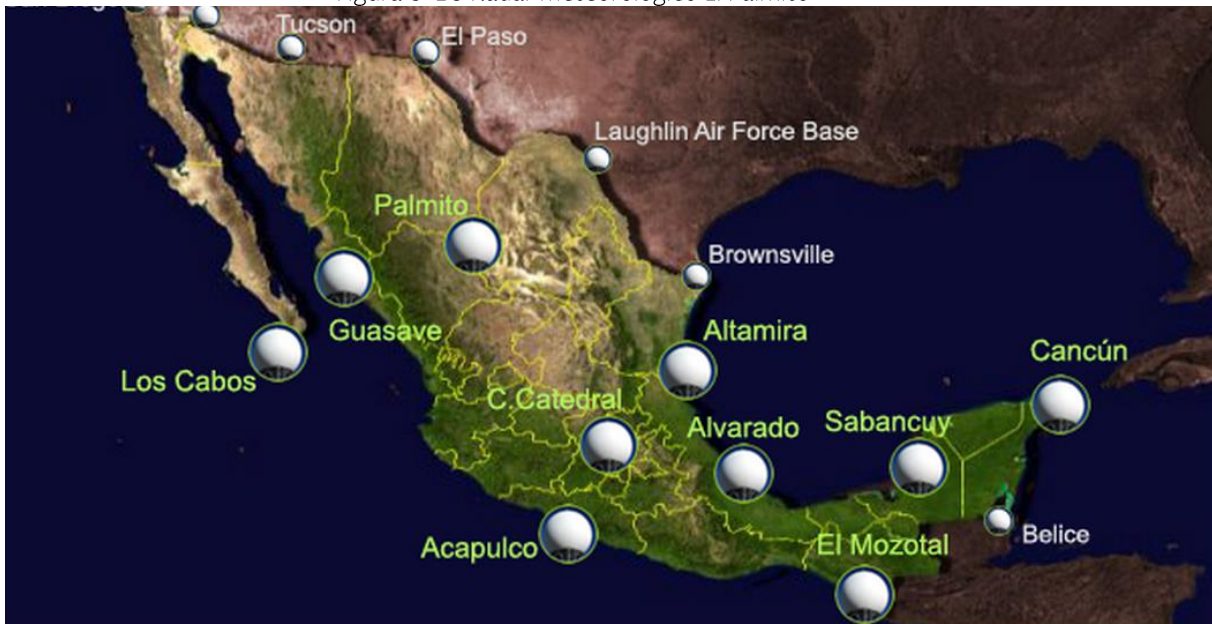 Tucson
El Paso
Laughlin Air Force Base
Palmito
Brownsville
Guasave
Altamira
Los Cabos
Cancún
C.Catedral
Alvarado
Sabancuy
Acapulco
El Mozotal
Belice